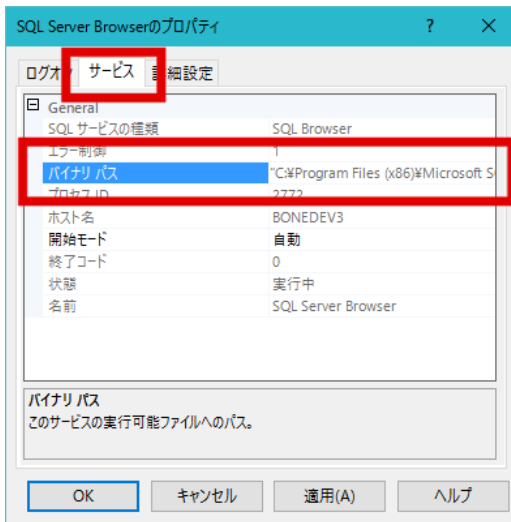 SQL Server Browserのプロパティ ? ×
ログオン サービス 詳細設定
General
SQL サービスの種類 SQL Browser
エラー制御 1
バイナリ パス "C:¥Program Files (x86)¥Microsoft S
プロセス ID 2772
ホスト名 BONEDEV3
開始モード 自動
終了コード 0
状態 実行中
名前 SQL Server Browser
バイナリ パス
このサービスの実行可能ファイルへのパス。
OK キャンセル 適用(A) ヘルプ